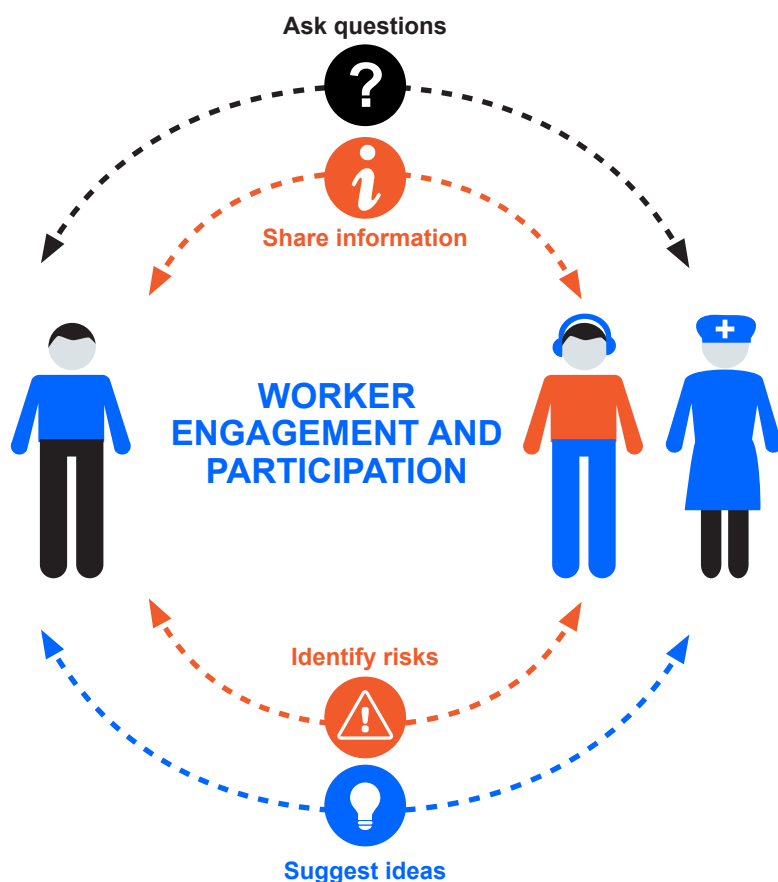 Ask questions
?
i
Share information
WORKER
ENGAGEMENT AND
PARTICIPATION
Identify risks
!
Suggest ideas